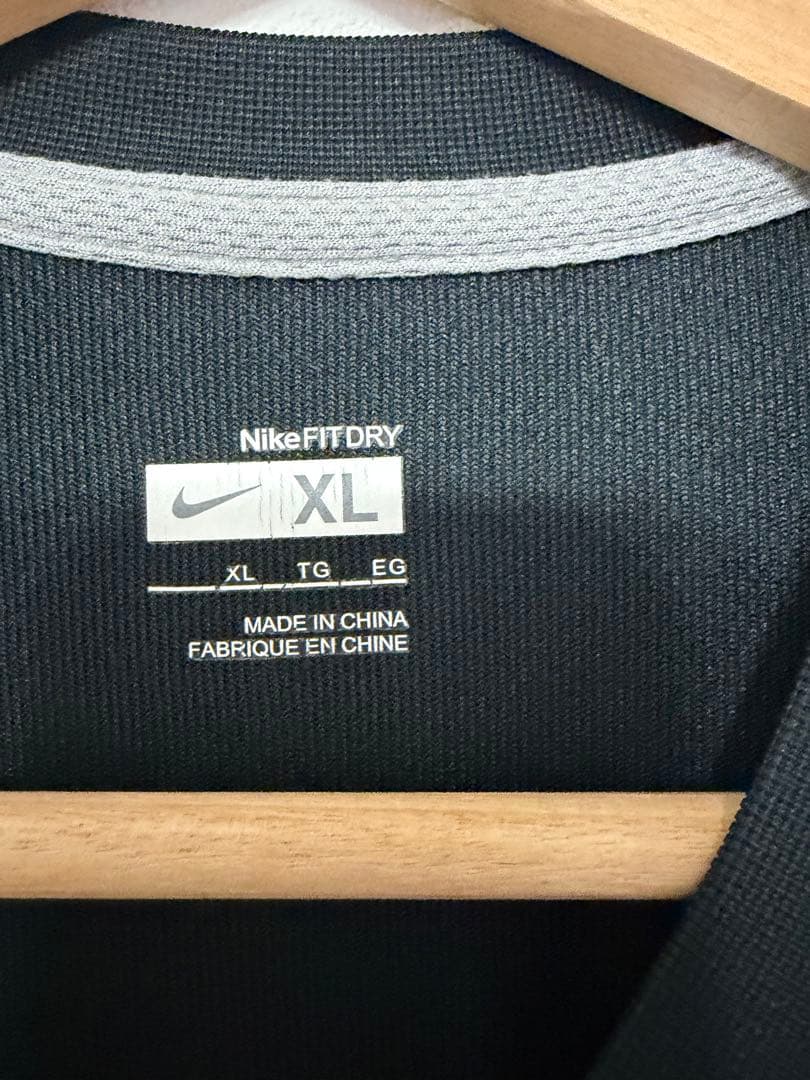 NikeFITDRY
XL
XL TG EG
MADE IN CHINA
FABRIQUE EN CHINE